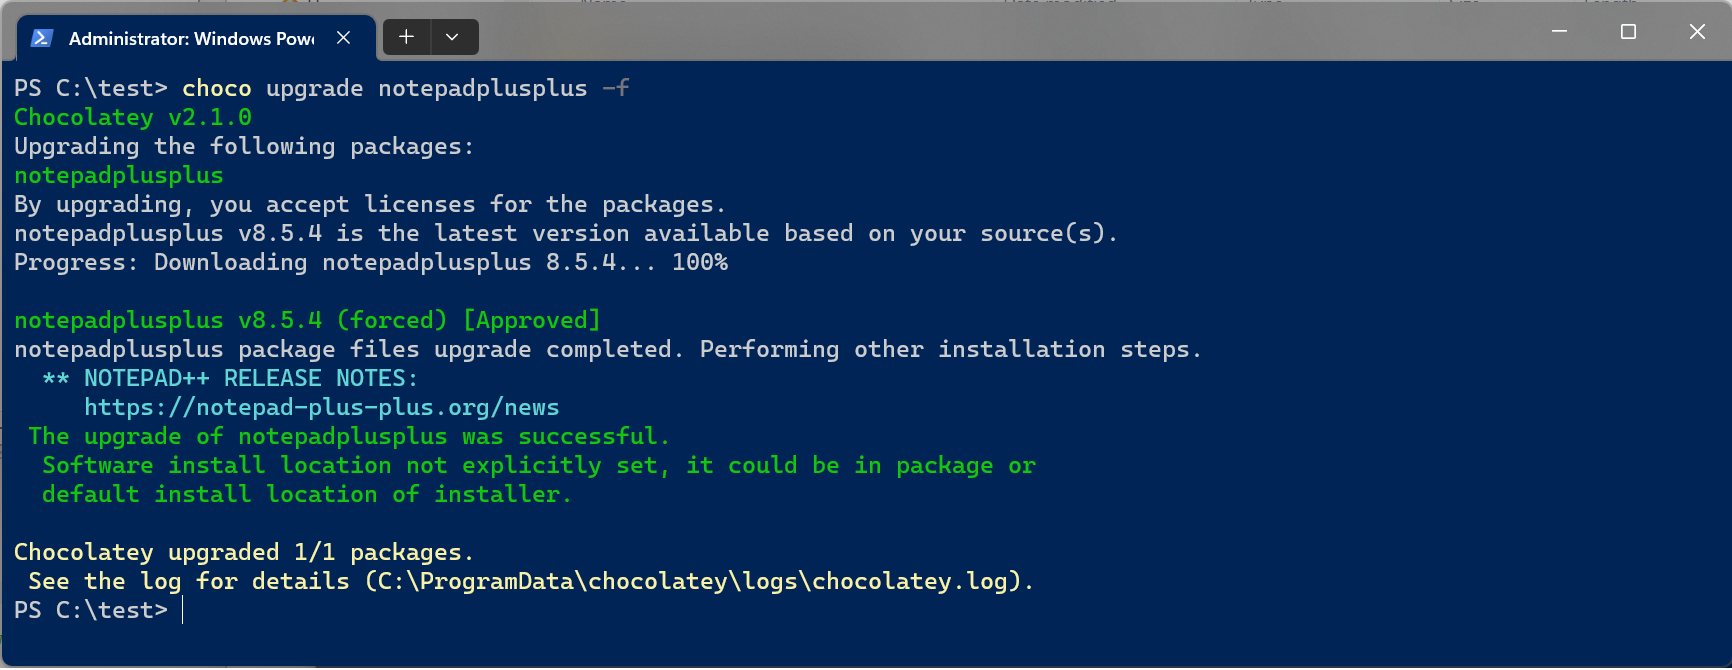 Administrator: Windows Pow
PS C:\test> choco upgrade notepadplusplus -f
Chocolatey v2.1.0
Upgrading the following packages:
notepadplusplus
By upgrading, you accept licenses for the packages.
notepadplusplus v8.5.4 is the latest version available based on your source(s).
Progress: Downloading notepadplusplus 8.5.4... 100%
notepadplusplus v8.5.4 (forced) [Approved]
notepadplusplus package files upgrade completed. Performing other installation steps.
** NOTEPAD++ RELEASE NOTES:
https://notepad-plus-plus.org/news
The upgrade of notepadplusplus was successful.
Software install location not explicitly set, it could be in package or
default install location of installer.
Chocolatey upgraded 1/1 packages.
See the log for details (C:\ProgramData\chocolatey\logs\chocolatey.log).
PS C:\test>